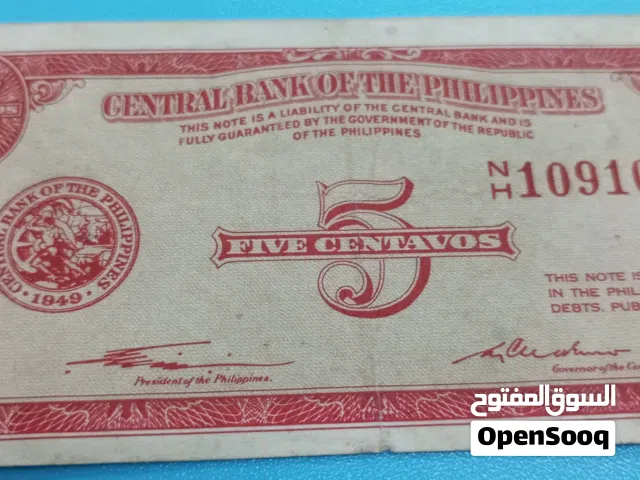 CENTRAL BANK OF THE PHILIPPINES
THIS NOTE IS A LIABILITY OF THE CENTRAL BANK AND IS
FULLY GUARANTEED BY THE GOVERNMENT OF THE REPUBLIC
OF THE PHILIPPINES
N/H 10910
5
FIVE CENTAVOS
CENTRAL BANK OF THE PHILIPPINES
· 1949 ·
THIS NOTE IS
IN THE PHIL
DEBTS, PUB
President of the Philippines.
Governor of the Cen
السوق المفتوح
OpenSooq